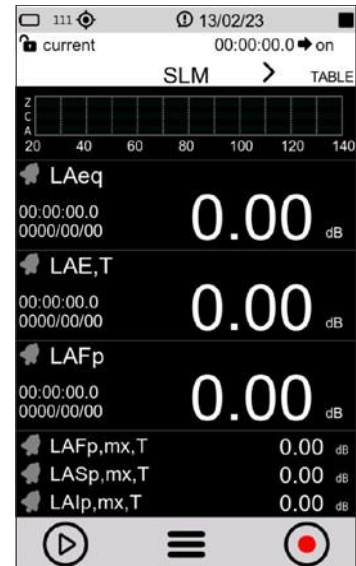 111 13/02/23
current 00:00:00.0 on
SLM > TABLE
Z
C
A
20 40 60 80 100 120 140
LAeq
00:00:00.0
0000/00/00
0.00 dB
LAE,T
00:00:00.0
0000/00/00
0.00 dB
LAFp
00:00:00.0
0000/00/00
0.00 dB
LAFp,mx,T 0.00 dB
LASp,mx,T 0.00 dB
LAIp,mx,T 0.00 dB